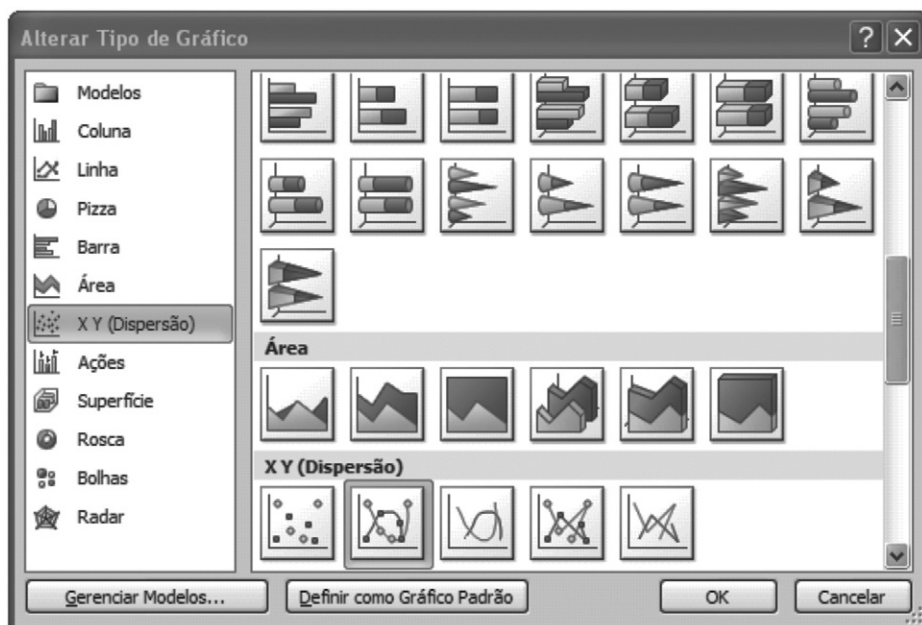 Alterar Tipo de Gráfico
Modelos
Coluna
Linha
Pizza
Barra
Área
X Y (Dispersão)
Ações
Superfície
Rosca
Bolhas
Radar
Área
X Y (Dispersão)
Gerenciar Modelos...
Definir como Gráfico Padrão
OK
Cancelar